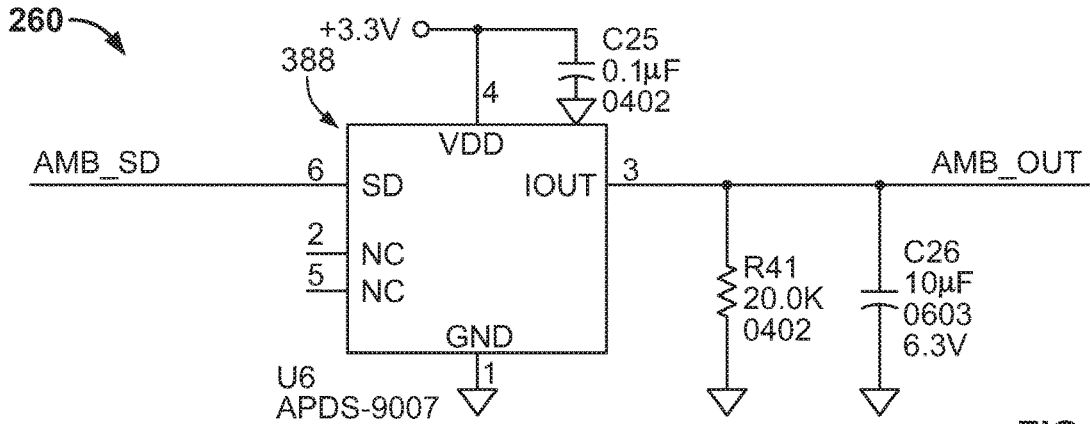 260
+3.3V
388
C25
0.1µF
0402
4
VDD
AMB_SD
6
SD
IOUT
3
AMB_OUT
2
NC
5
NC
R41
20.0K
0402
C26
10µF
0603
6.3V
GND
1
U6
APDS-9007